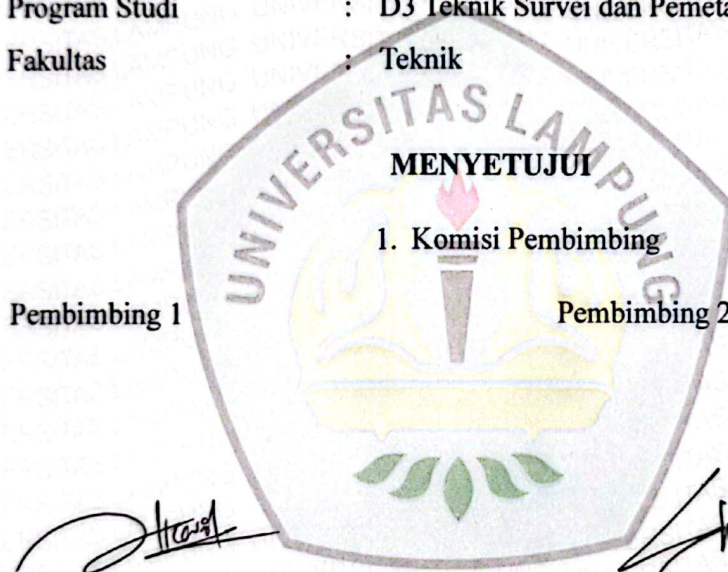 Program Studi : D3 Teknik Survei dan Pemeta
Fakultas : Teknik
UNIVERSITAS LAMPUNG
MENYETUJUI
1. Komisi Pembimbing
Pembimbing 1 Pembimbing 2